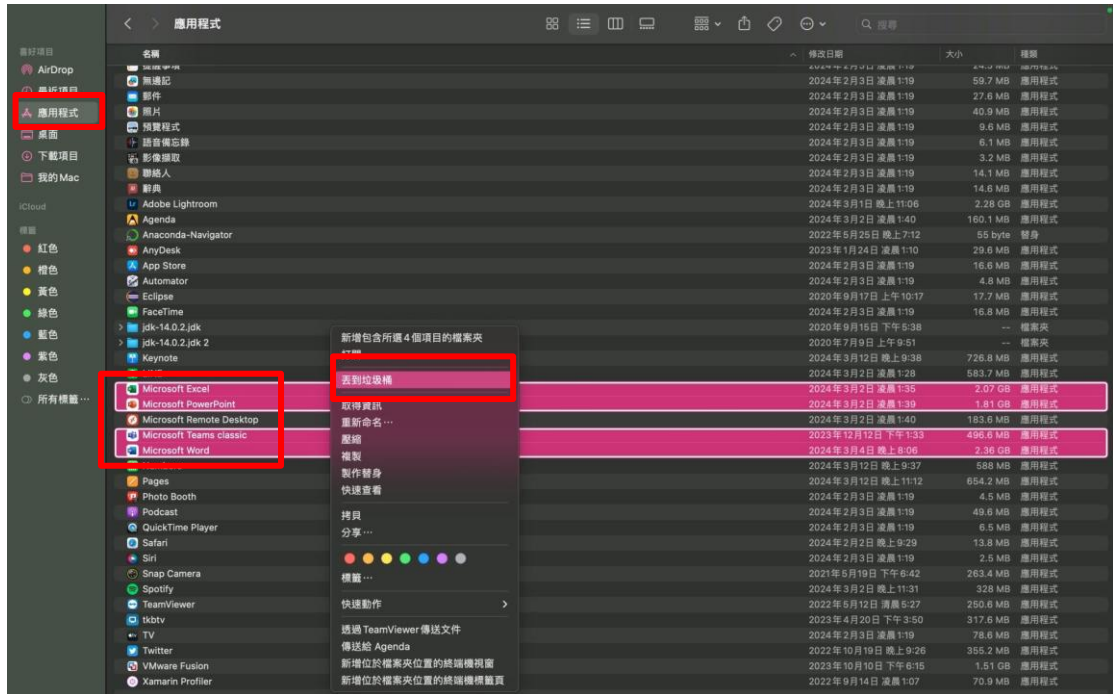 應用程式
搜尋
喜好項目
名稱 修改日期 大小 種類
AirDrop
無邊記 2024年2月3日 凌晨1:19 59.7 MB 應用程式
最近項目
郵件 2024年2月3日 凌晨1:19 27.6 MB 應用程式
應用程式
照片 2024年2月3日 凌晨1:19 40.9 MB 應用程式
預覽程式 2024年2月3日 凌晨1:19 9.6 MB 應用程式
桌面
語音備忘錄 2024年2月3日 凌晨1:19 6.1 MB 應用程式
下載項目
影像擷取 2024年2月3日 凌晨1:19 3.2 MB 應用程式
我的 Mac
聯絡人 2024年2月3日 凌晨1:19 14.1 MB 應用程式
辭典 2024年2月3日 凌晨1:19 14.6 MB 應用程式
iCloud
Adobe Lightroom 2024年3月1日 晚上11:06 2.28 GB 應用程式
Agenda 2024年3月2日 凌晨1:40 160.1 MB 應用程式
標籤
Anaconda-Navigator 2022年5月25日 晚上7:12 55 byte 替身
紅色
AnyDesk 2023年1月24日 凌晨1:10 29.6 MB 應用程式
橙色
App Store 2024年2月3日 凌晨1:19 16.6 MB 應用程式
Automator 2024年2月3日 凌晨1:19 4.8 MB 應用程式
黃色
Eclipse 2020年9月17日 上午10:17 17.7 MB 應用程式
綠色
FaceTime 2024年2月3日 凌晨1:19 16.8 MB 應用程式
jdk-14.0.2.jdk 2020年9月15日 下午5:38 -- 檔案夾
藍色
jdk-14.0.2.jdk 2 2020年7月9日 上午9:51 -- 檔案夾
紫色
Keynote 2024年3月12日 晚上9:38 726.8 MB 應用程式
2024年3月2日 凌晨1:28 583.7 MB 應用程式
灰色
Microsoft Excel 2024年3月2日 凌晨1:35 2.07 GB 應用程式
所有標籤…
Microsoft PowerPoint 2024年3月2日 凌晨1:39 1.81 GB 應用程式
Microsoft Remote Desktop 2024年3月2日 凌晨1:40 183.6 MB 應用程式
Microsoft Teams classic 2023年12月12日 下午1:33 496.6 MB 應用程式
Microsoft Word 2024年3月4日 晚上8:06 2.36 GB 應用程式
2024年3月12日 晚上9:37 588 MB 應用程式
Pages 2024年3月12日 晚上11:12 654.2 MB 應用程式
Photo Booth 2024年2月3日 凌晨1:19 4.5 MB 應用程式
Podcast 2024年2月3日 凌晨1:19 49.6 MB 應用程式
QuickTime Player 2024年2月3日 凌晨1:19 6.5 MB 應用程式
Safari 2024年2月2日 晚上9:29 13.8 MB 應用程式
Siri 2024年2月3日 凌晨1:19 2.5 MB 應用程式
Snap Camera 2021年5月19日 下午6:42 263.4 MB 應用程式
Spotify 2024年3月2日 晚上11:31 328 MB 應用程式
TeamViewer 2022年5月12日 清晨5:27 250.6 MB 應用程式
tkbtv 2023年4月20日 下午3:50 317.6 MB 應用程式
TV 2024年2月3日 凌晨1:19 78.6 MB 應用程式
Twitter 2022年10月19日 晚上9:26 355.2 MB 應用程式
VMware Fusion 2023年10月10日 下午6:15 1.51 GB 應用程式
Xamarin Profiler 2022年9月14日 凌晨1:07 70.9 MB 應用程式
新增包含所選4個項目的檔案夾
丟到垃圾桶
取得資訊
重新命名…
壓縮
複製
製作替身
快速查看
拷貝
分享…
標籤…
快速動作
透過 TeamViewer 傳送文件
傳送給 Agenda
新增位於檔案夾位置的終端機視窗
新增位於檔案夾位置的終端機標籤頁